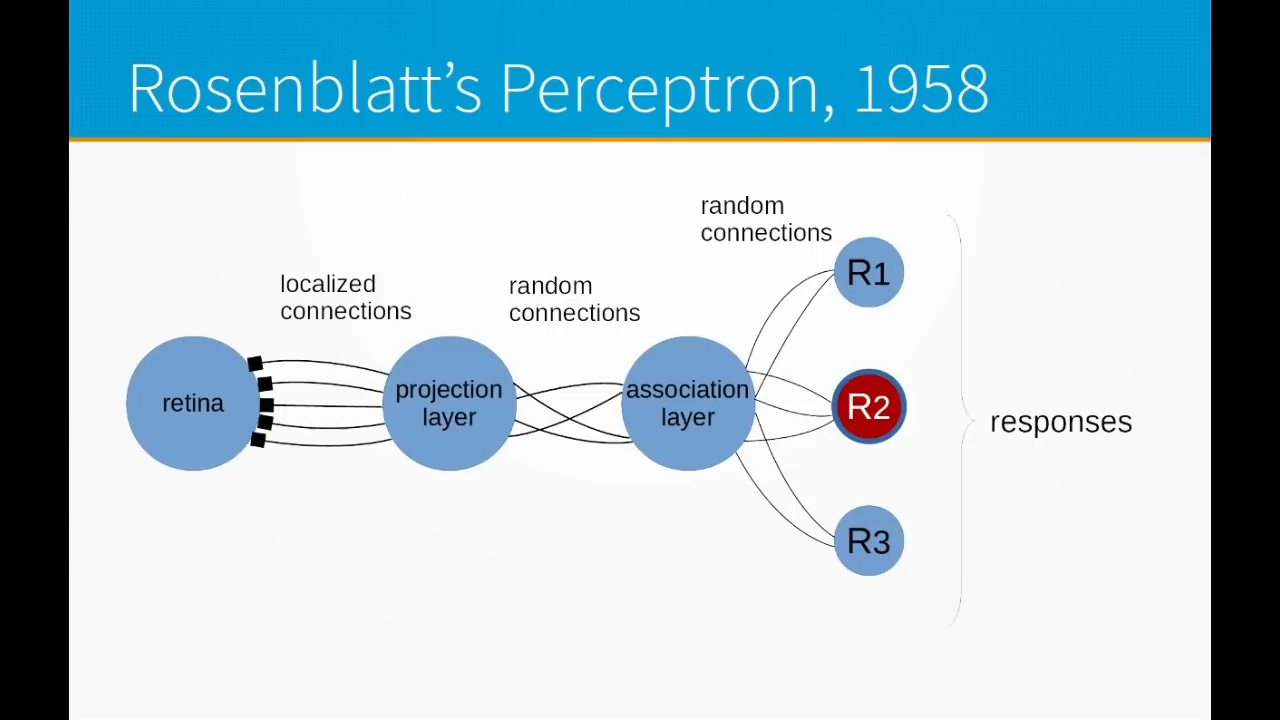 Rosenblatt’s Perceptron, 1958
random
connections
localized
connections
random
connections
retina
projection
layer
association
layer
R1
R2
R3
responses